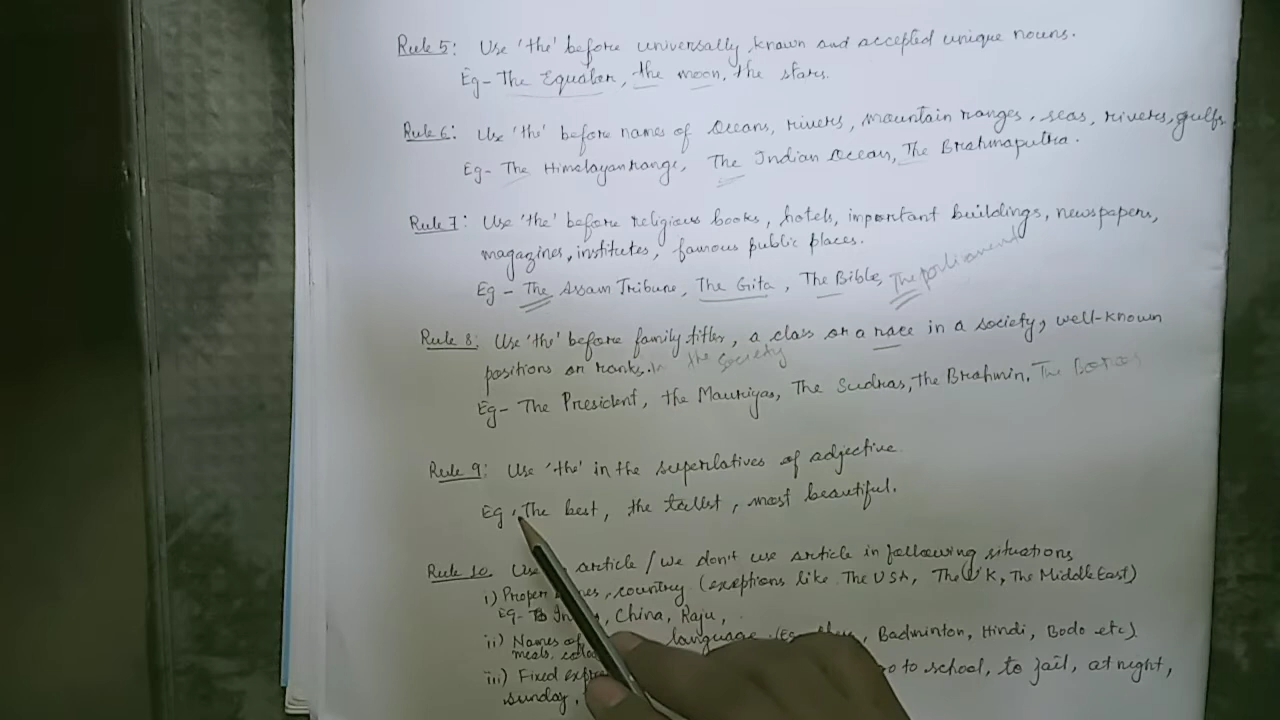 Rule 5: Use 'the' before universally known and accepted unique nouns.
Eg- The Equator, the moon, the stars.
Rule 6: Use 'the' before names of Oceans, rivers, mountain ranges, seas, rivers, gulfs
Eg- The Himalayan range, The Indian Ocean, The Brahmaputra.
Rule 7: Use 'the' before religious books, hotels, important buildings, newspapers,
magazines, institutes, famous public places.
Eg - The Assam Tribune, The Gita, The Bible, The parliament
Rule 8: Use 'the' before family titles, a class or a race in a society, well-known
positions or ranks. In the society
Eg- The President, the Mauriyas, The Sudras, the Brahmin, The Boros
Rule 9: Use 'the' in the superlatives of adjective.
Eg, The best, the tallest, most beautiful.
Rule 10. Use article / we don't use article in following situations
i) Proper country (exceptions like The USA, The UK, The Middle East)
Eg- China, Raju,
ii) Names of language (Eg Badminton, Hindi, Bodo etc).
meals,
iii) Fixed to school, to jail, at night,
sunday,